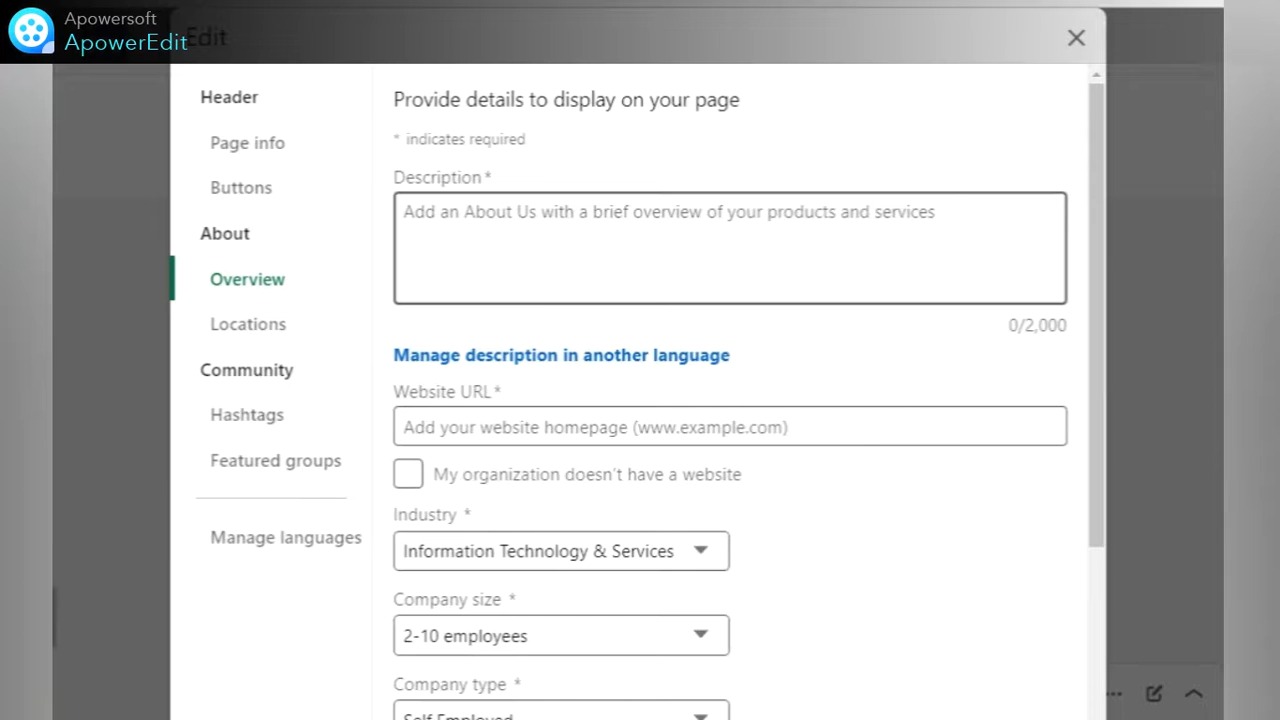 Apowersoft
ApowerEdit
Edit
Header
Page info
Buttons
About
Overview
Locations
Community
Hashtags
Featured groups
Manage languages
Provide details to display on your page
* indicates required
Description*
Add an About Us with a brief overview of your products and services
0/2,000
Manage description in another language
Website URL*
Add your website homepage (www.example.com)
My organization doesn't have a website
Industry *
Information Technology & Services
Company size *
2-10 employees
Company type *
Self Employed